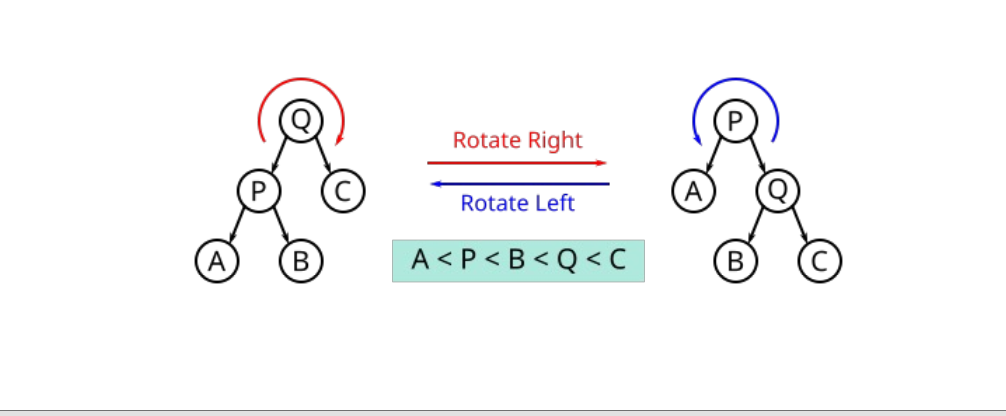 Q
P
C
A
B
Rotate Right
Rotate Left
A < P < B < Q < C
P
A
Q
B
C